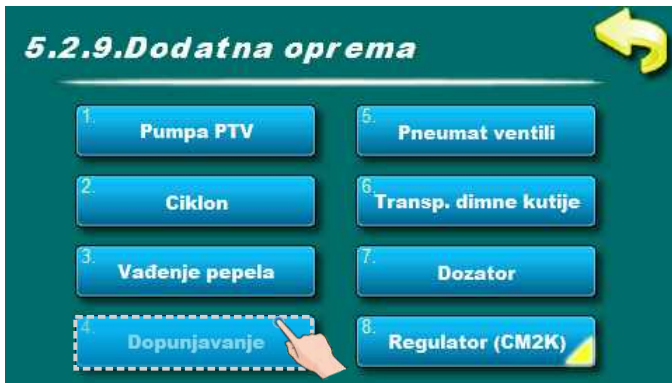 5.2.9.Dodatna oprema
1. Pumpa PTV
2. Ciklon
3. Vađenje pepela
4. Dopunjavanje
5. Pneumat ventili
6. Transp. dimne kutije
7. Dozator
8. Regulator (CM2K)